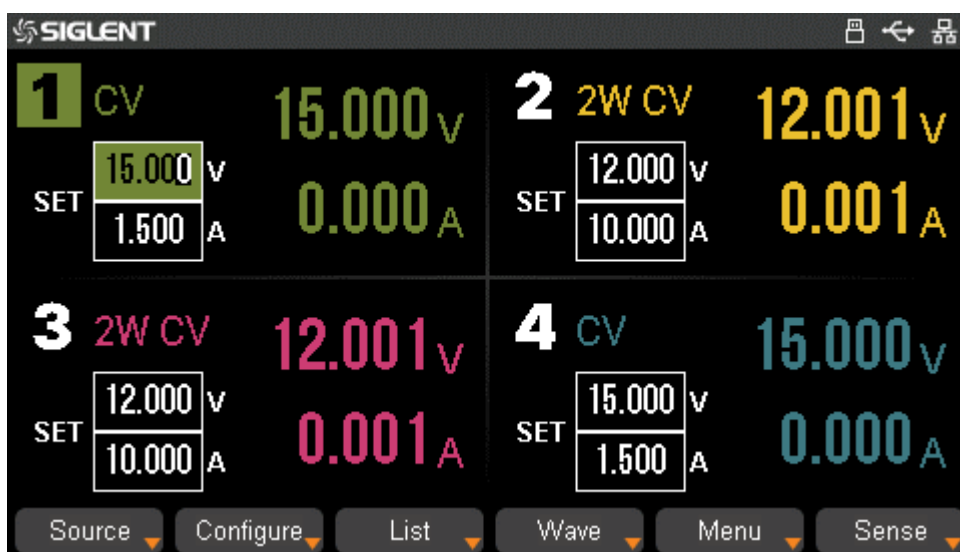 SIGLENT
1 CV 15.000 V
SET 15.000 V
1.500 A 0.000 A
2 2W CV 12.001 V
SET 12.000 V
10.000 A 0.001 A
3 2W CV 12.001 V
SET 12.000 V
10.000 A 0.001 A
4 CV 15.000 V
SET 15.000 V
1.500 A 0.000 A
Source Configure List Wave Menu Sense